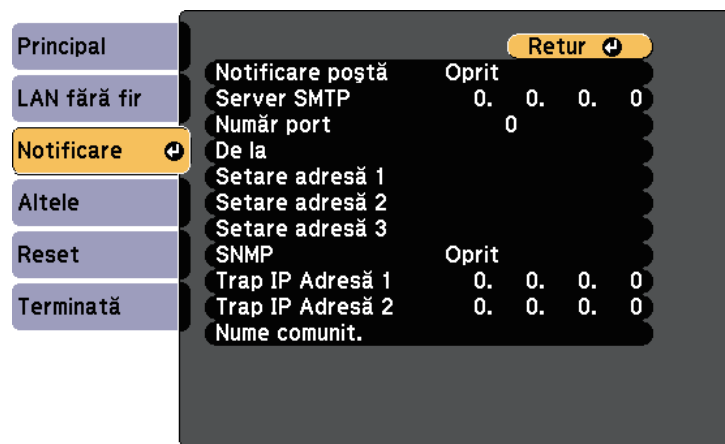 Principal
LAN fără fir
Notificare
Altele
Reset
Terminată
Retur
Notificare poştă Oprit
Server SMTP 0. 0. 0. 0
Număr port 0
De la
Setare adresă 1
Setare adresă 2
Setare adresă 3
SNMP Oprit
Trap IP Adresă 1 0. 0. 0. 0
Trap IP Adresă 2 0. 0. 0. 0
Nume comunit.